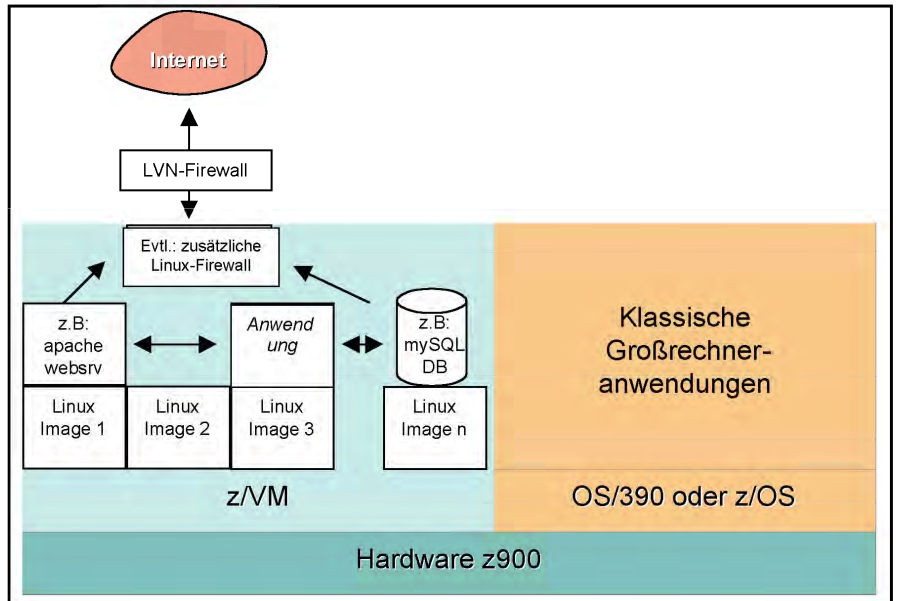 Internet
LVN-Firewall
Evtl.: zusätzliche
Linux-Firewall
z.B:
apache
websrv
Anwend
ung
z.B:
mySQL
DB
Klassische
Großrechner-
anwendungen
Linux
Image 1
Linux
Image 2
Linux
Image 3
Linux
Image n
z/VM
OS/390 oder z/OS
Hardware z900